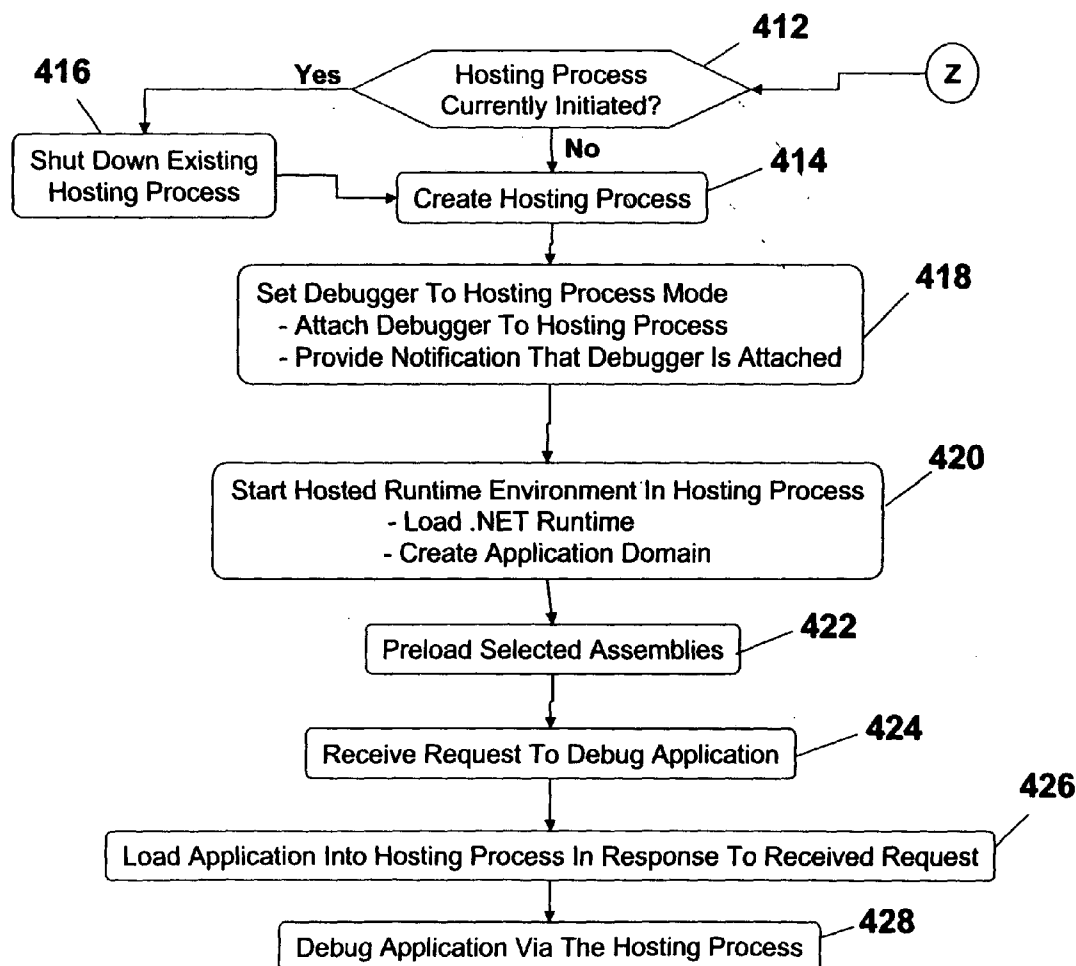 412
416
Yes
Hosting Process
Currently Initiated?
Z
No
Shut Down Existing
Hosting Process
414
Create Hosting Process
418
Set Debugger To Hosting Process Mode
- Attach Debugger To Hosting Process
- Provide Notification That Debugger Is Attached
420
Start Hosted Runtime Environment In Hosting Process
- Load .NET Runtime
- Create Application Domain
422
Preload Selected Assemblies
424
Receive Request To Debug Application
426
Load Application Into Hosting Process In Response To Received Request
428
Debug Application Via The Hosting Process